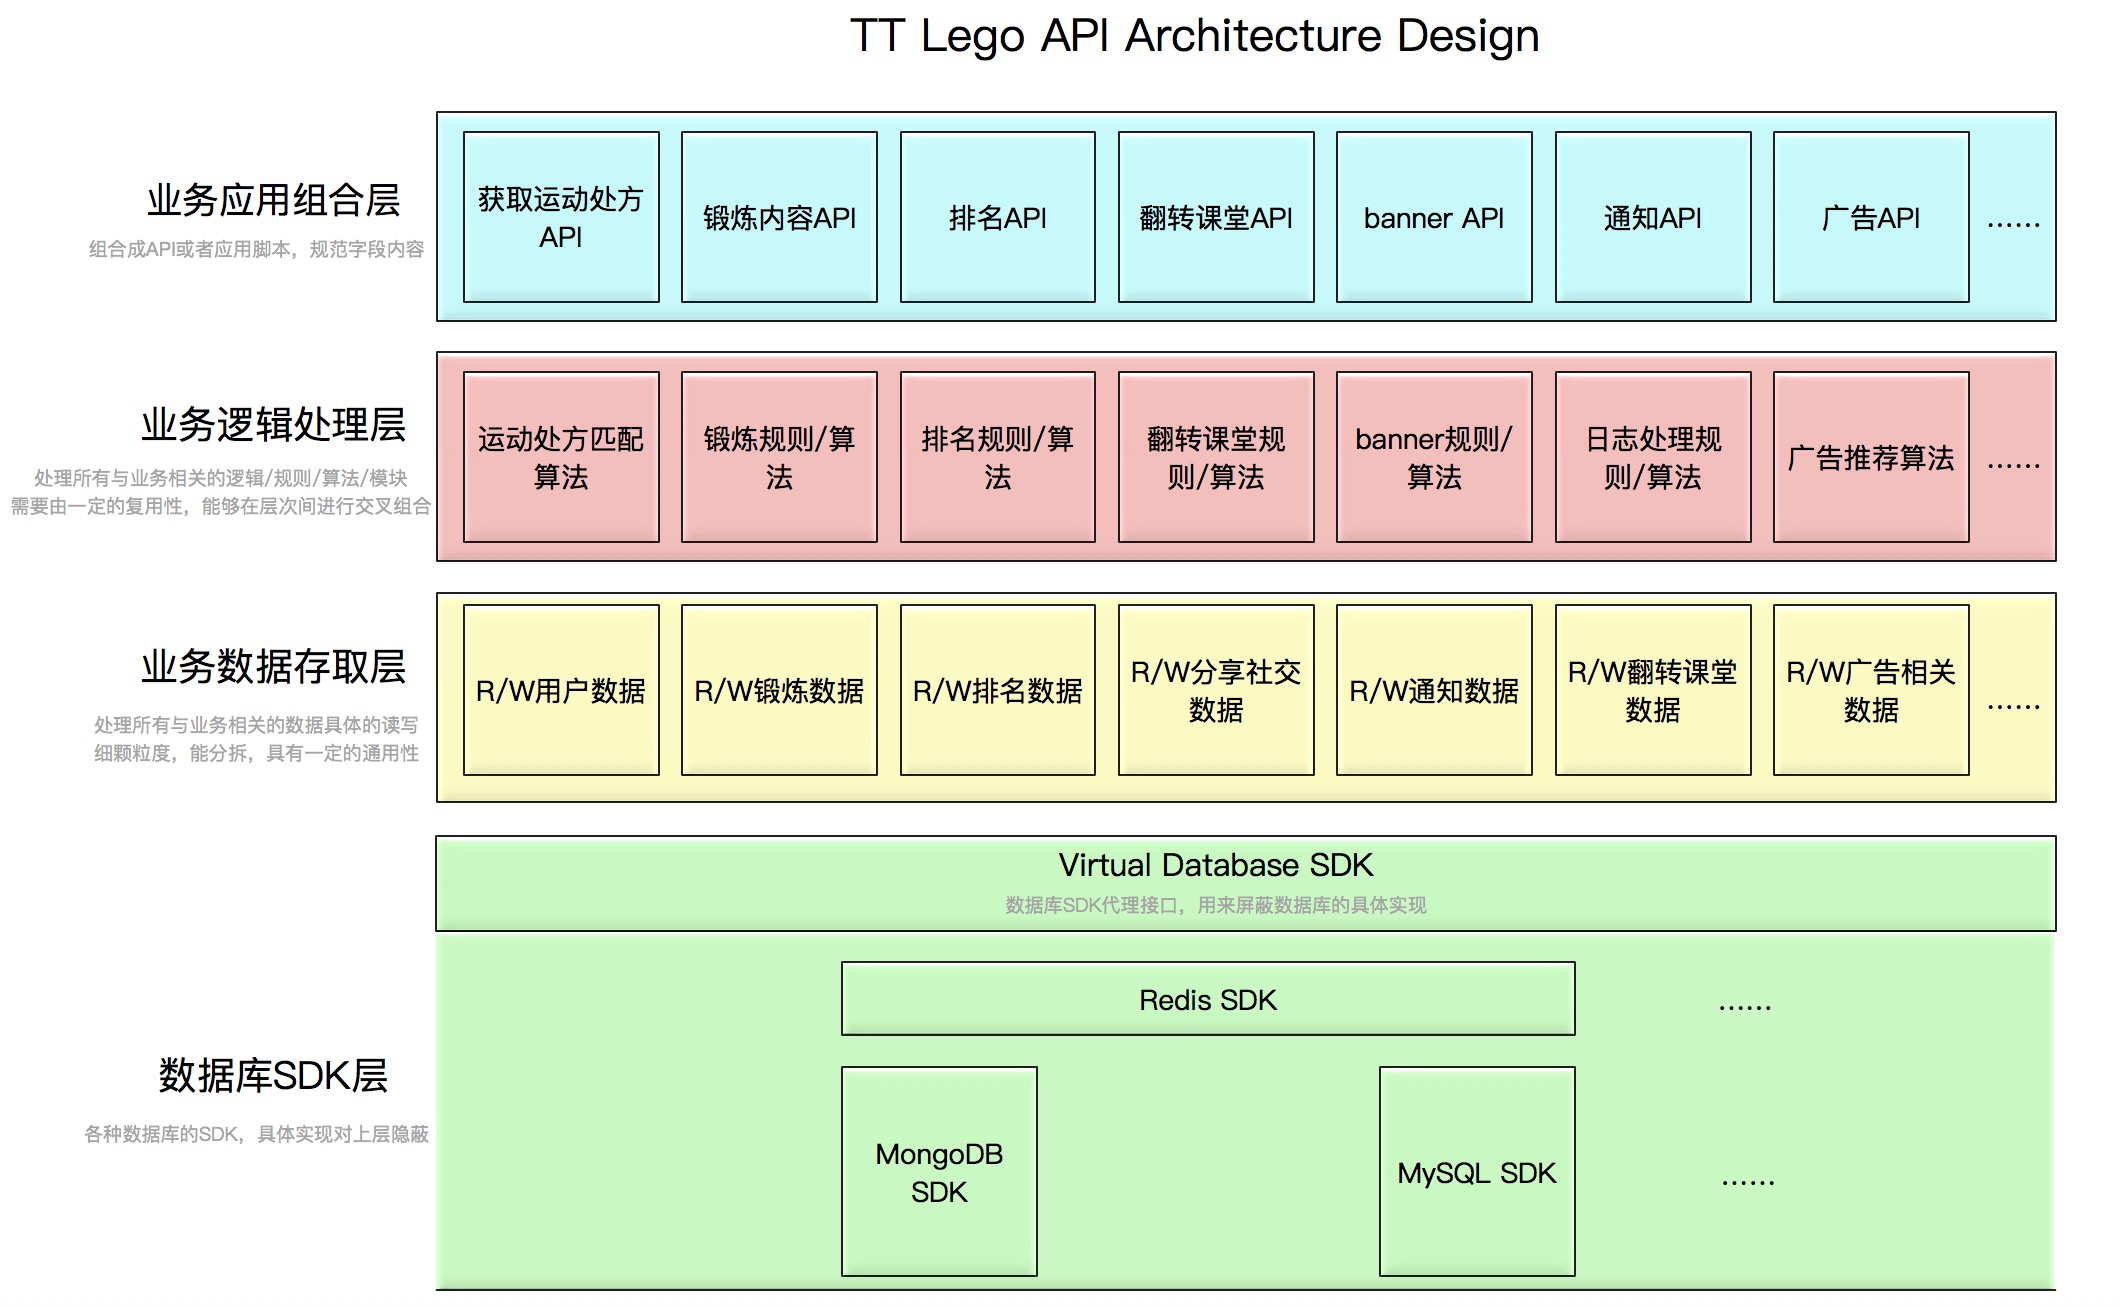 TT Lego API Architecture Design
业务应用组合层
组合成API或者应用脚本，规范字段内容
获取运动处方
API
锻炼内容API
排名API
翻转课堂API
banner API
通知API
广告API
......
业务逻辑处理层
处理所有与业务相关的逻辑/规则/算法/模块
需要由一定的复用性，能够在层次间进行交叉组合
运动处方匹配
算法
锻炼规则/算
法
排名规则/算
法
翻转课堂规
则/算法
banner规则/
算法
日志处理规
则/算法
广告推荐算法
......
业务数据存取层
处理所有与业务相关的数据具体的读写
细颗粒度，能分拆，具有一定的通用性
R/W用户数据
R/W锻炼数据
R/W排名数据
R/W分享社交
数据
R/W通知数据
R/W翻转课堂
数据
R/W广告相关
数据
......
Virtual Database SDK
数据库SDK代理接口，用来屏蔽数据库的具体实现
数据库SDK层
各种数据库的SDK，具体实现对上层隐蔽
Redis SDK
......
MongoDB
SDK
MySQL SDK
......